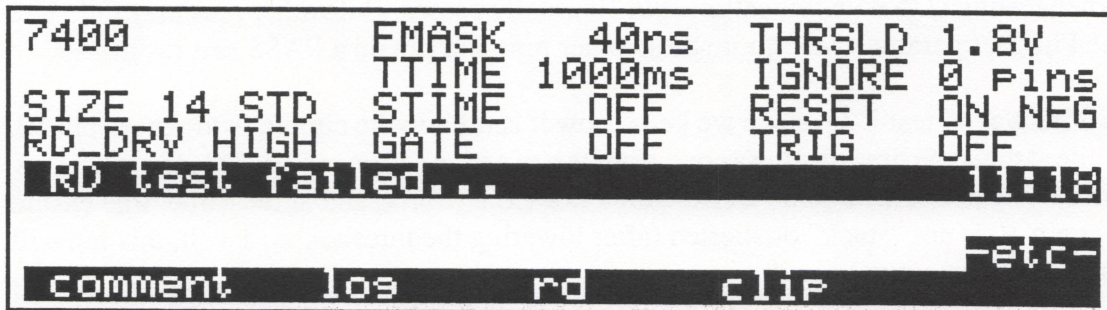 7400 FMASK 40ns THRSLD 1.8V
TTIME 1000ms IGNORE 0 pins
SIZE 14 STD STIME OFF RESET ON NEG
RD_DRV HIGH GATE OFF TRIG OFF
RD test failed... 11:18
-etc-
comment log rd clip